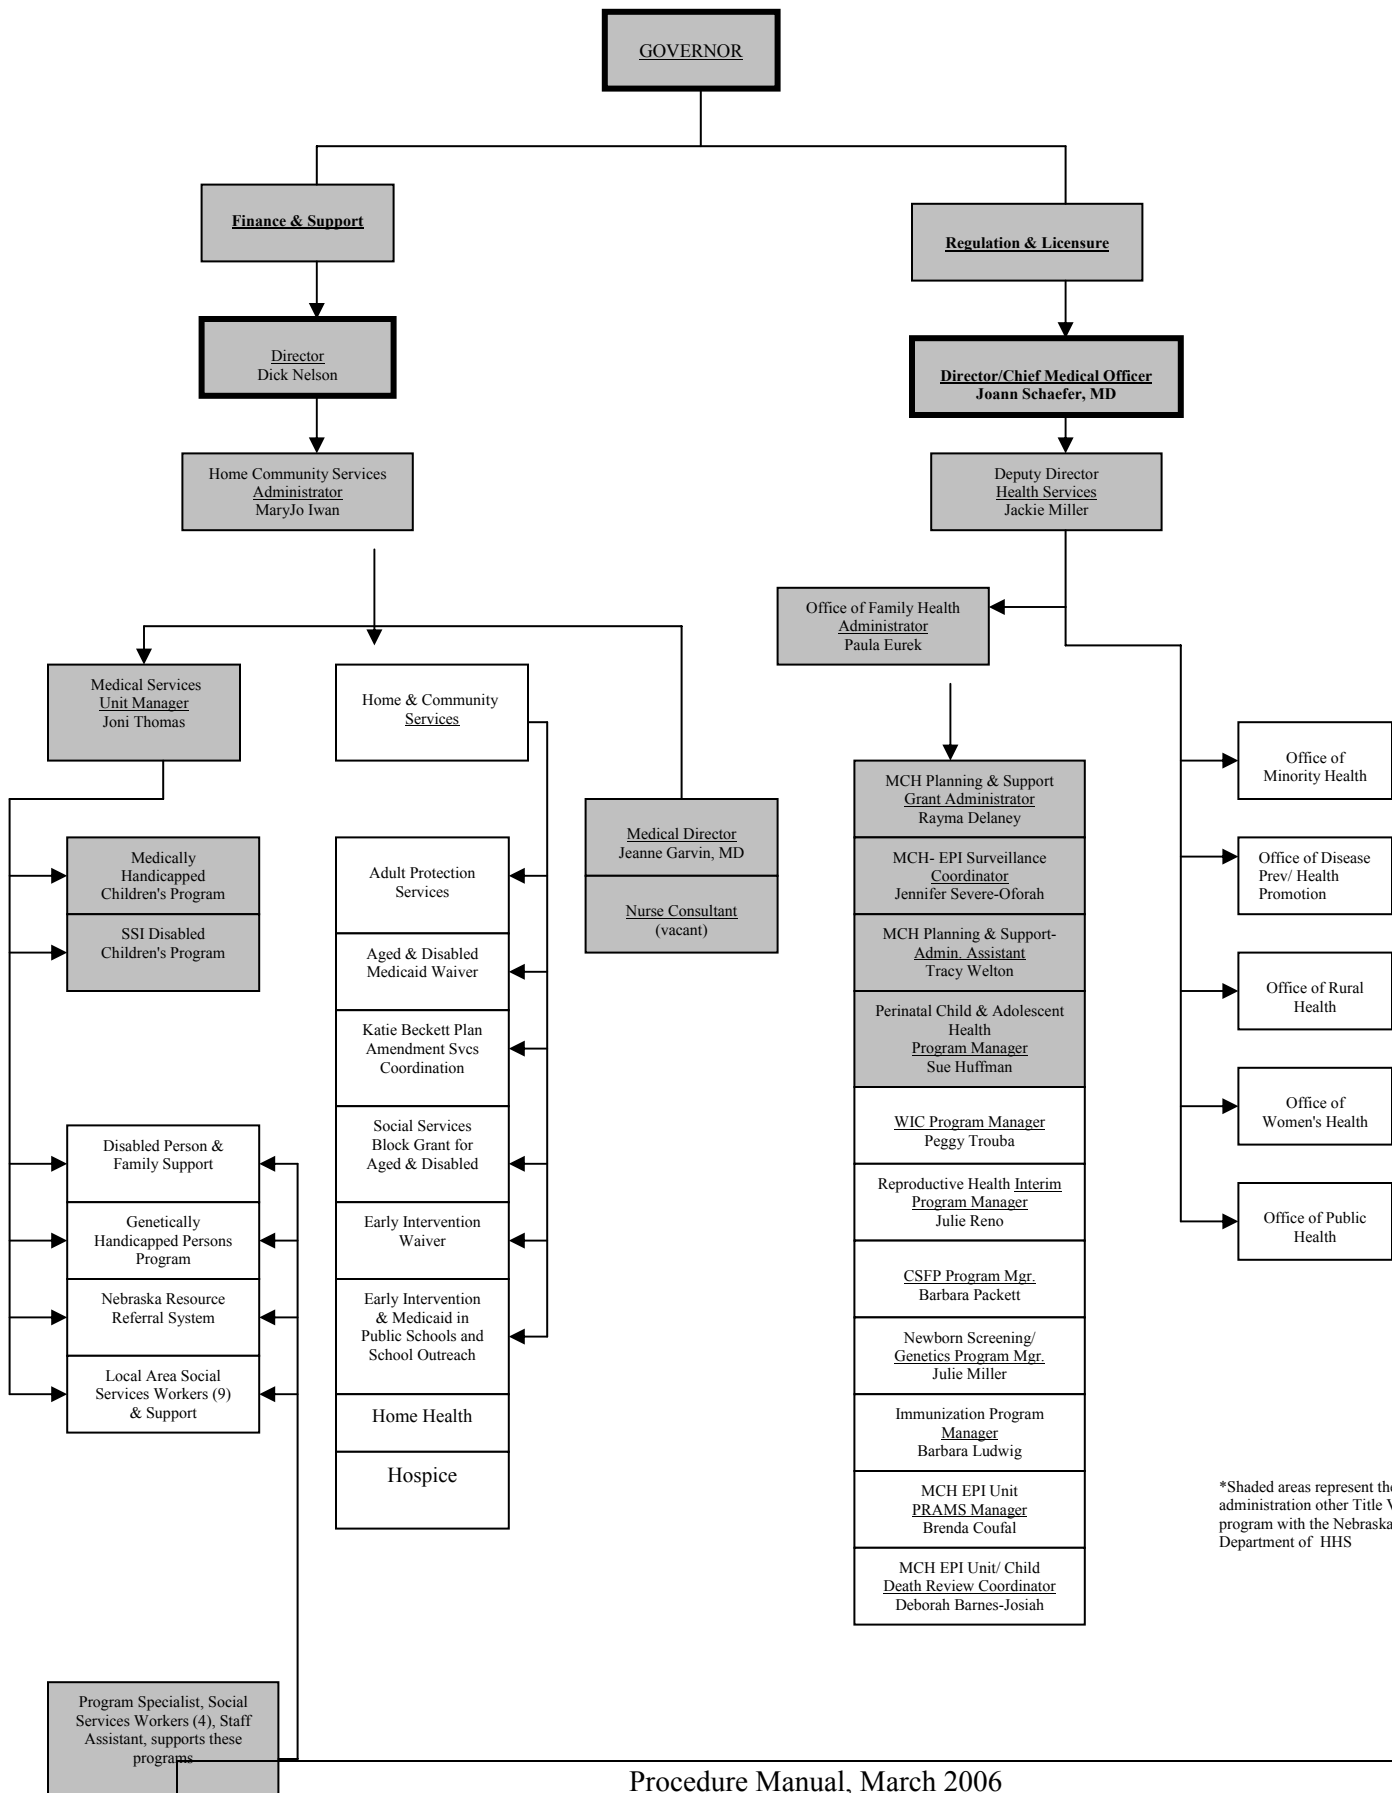 GOVERNOR
Finance & Support
Regulation & Licensure
Director
Dick Nelson
Director/Chief Medical Officer
Joann Schaefer, MD
Home Community Services
Administrator
MaryJo Iwan
Deputy Director
Health Services
Jackie Miller
Office of Family Health
Administrator
Paula Eurek
Medical Services
Unit Manager
Joni Thomas
Home & Community
Services
Medical Director
Jeanne Garvin, MD
Nurse Consultant
(vacant)
Medically
Handicapped
Children's Program
SSI Disabled
Children's Program
Disabled Person &
Family Support
Genetically
Handicapped Persons
Program
Nebraska Resource
Referral System
Local Area Social
Services Workers (9)
& Support
Adult Protection
Services
Aged & Disabled
Medicaid Waiver
Katie Beckett Plan
Amendment Svcs
Coordination
Social Services
Block Grant for
Aged & Disabled
Early Intervention
Waiver
Early Intervention
& Medicaid in
Public Schools and
School Outreach
Home Health
Hospice
MCH Planning & Support
Grant Administrator
Rayma Delaney
MCH- EPI Surveillance
Coordinator
Jennifer Severe-Oforah
MCH Planning & Support-
Admin. Assistant
Tracy Welton
Perinatal Child & Adolescent
Health
Program Manager
Sue Huffman
WIC Program Manager
Peggy Trouba
Reproductive Health Interim
Program Manager
Julie Reno
CSFP Program Mgr.
Barbara Packett
Newborn Screening/
Genetics Program Mgr.
Julie Miller
Immunization Program
Manager
Barbara Ludwig
MCH EPI Unit
PRAMS Manager
Brenda Coufal
MCH EPI Unit/ Child
Death Review Coordinator
Deborah Barnes-Josiah
Office of
Minority Health
Office of Disease
Prev/ Health
Promotion
Office of Rural
Health
Office of
Women's Health
Office of Public
Health
*Shaded areas represent the
administration other Title V
program with the Nebraska
Department of HHS
Program Specialist, Social
Services Workers (4), Staff
Assistant, supports these
programs
Procedure Manual, March 2006